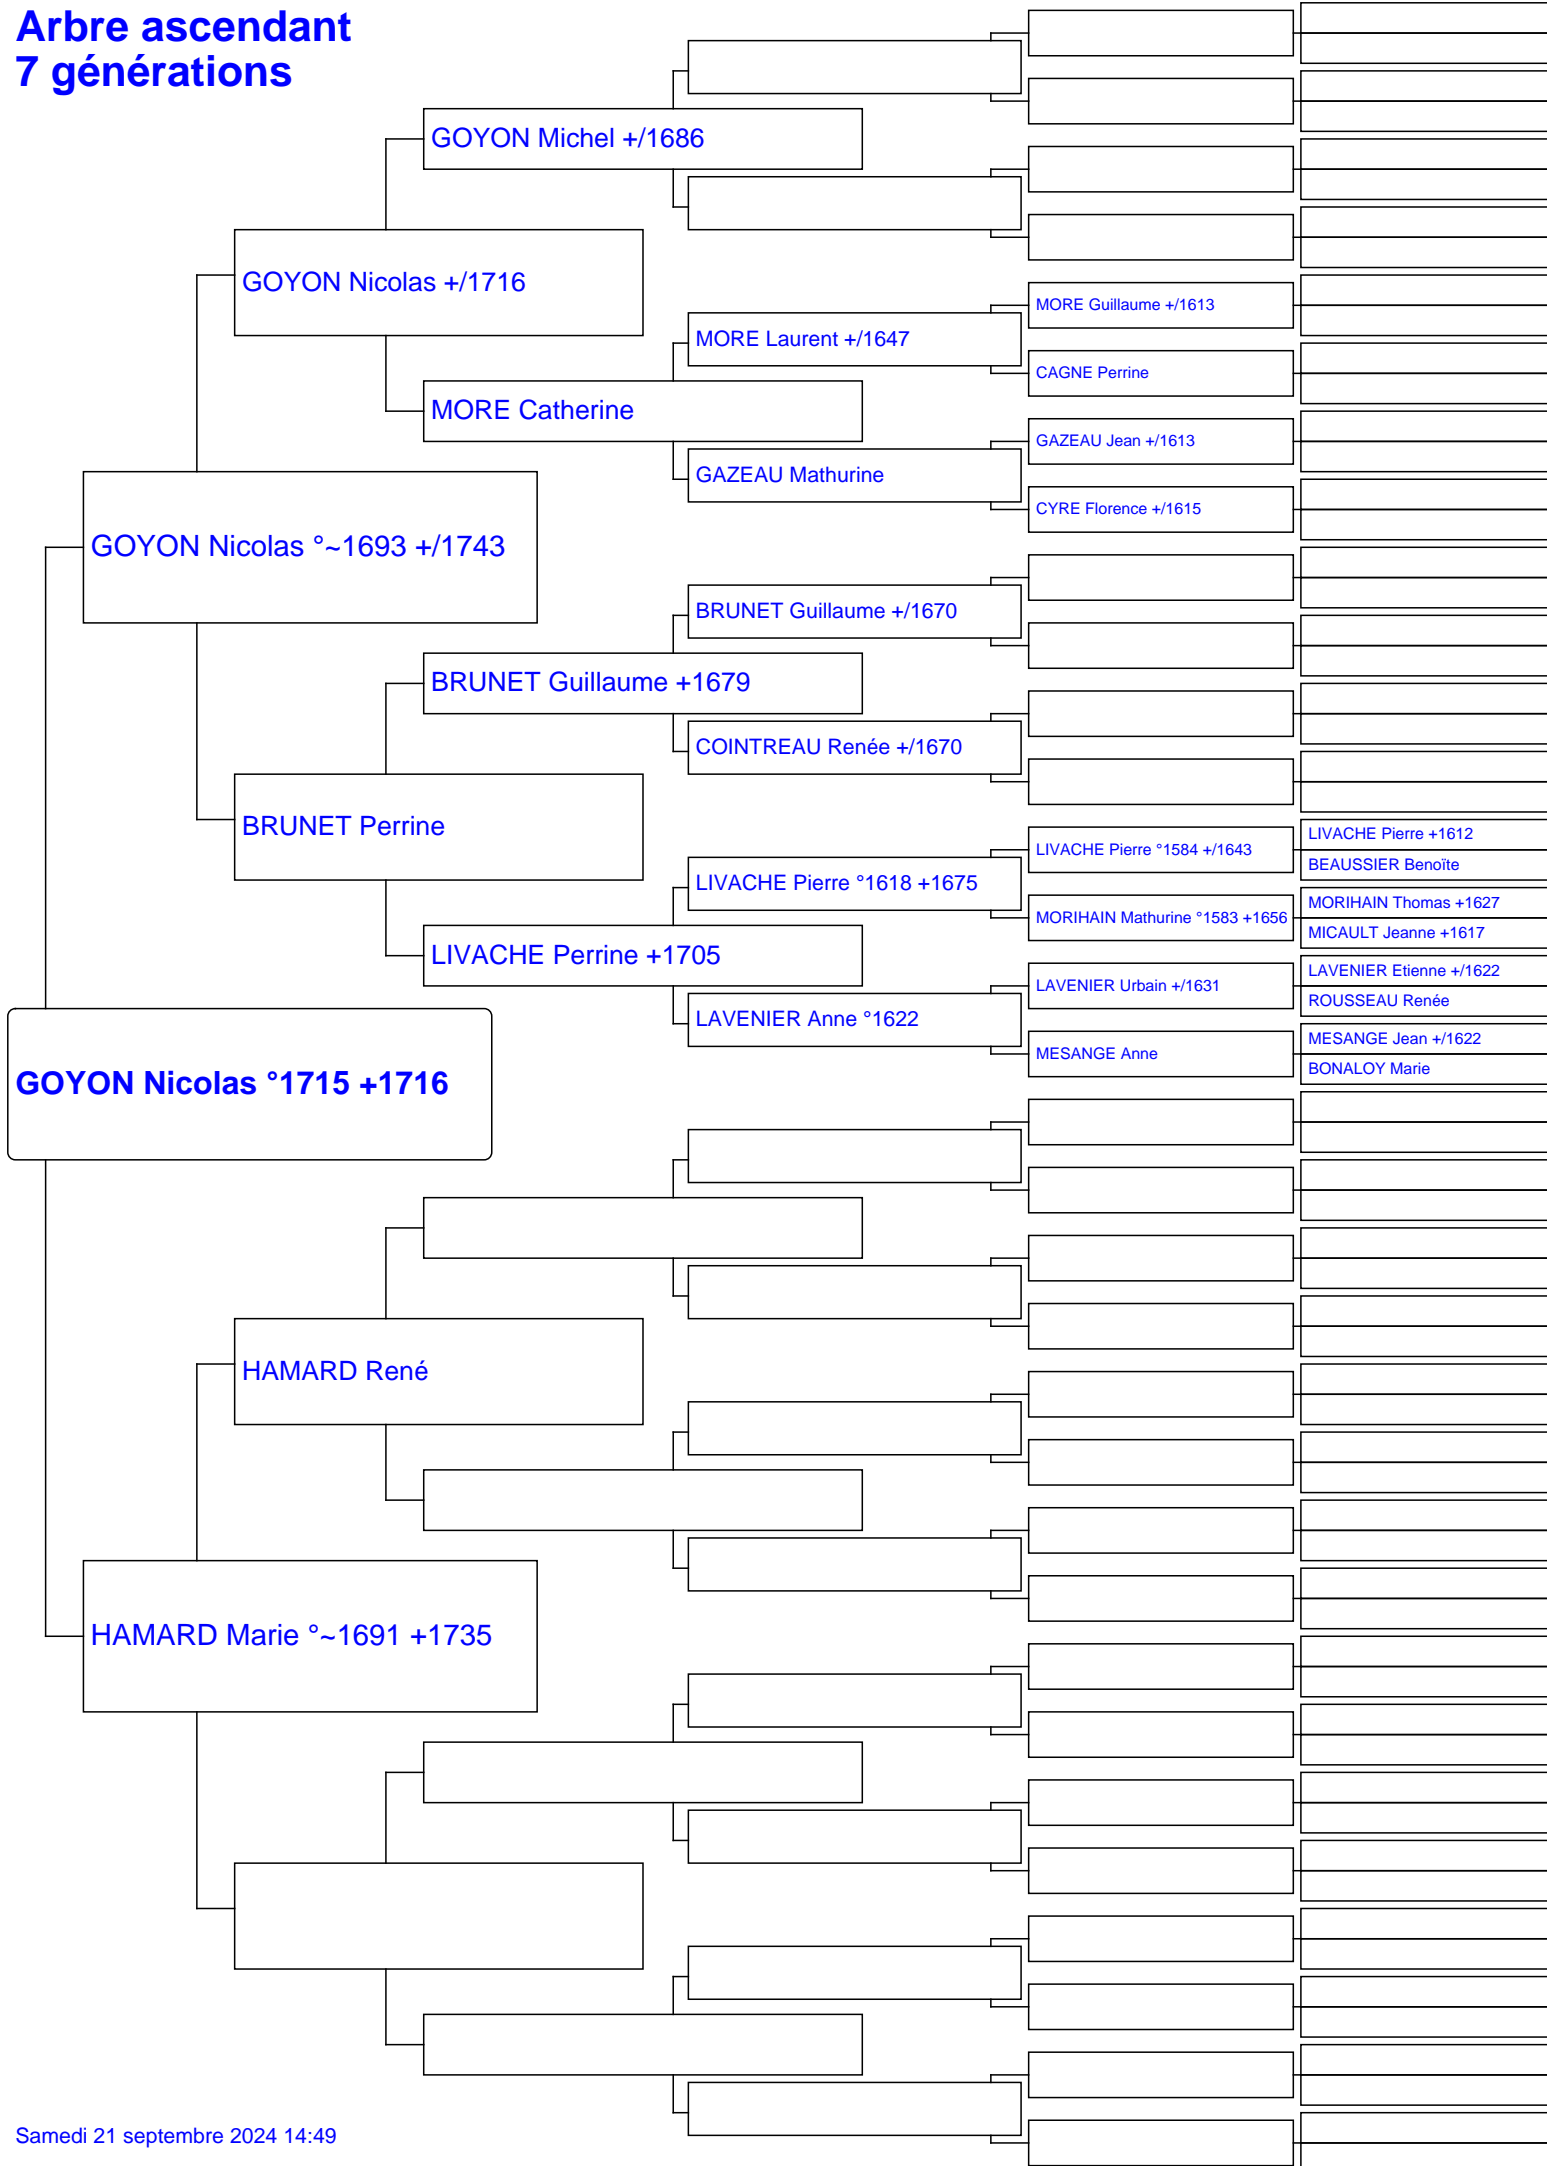 Arbre ascendant
7 générations
GOYON Michel +/1686
GOYON Nicolas +/1716
MORE Guillaume +/1613
MORE Laurent +/1647
CAGNE Perrine
MORE Catherine
GAZEAU Jean +/1613
GAZEAU Mathurine
CYRE Florence +/1615
GOYON Nicolas °~1693 +/1743
BRUNET Guillaume +/1670
BRUNET Guillaume +1679
COINTREAU Renée +/1670
BRUNET Perrine
LIVACHE Pierre +1612
LIVACHE Pierre °1584 +/1643
BEAUSSIER Benoïte
LIVACHE Pierre °1618 +1675
MORIHAIN Thomas +1627
MORIHAIN Mathurine °1583 +1656
MICAULT Jeanne +1617
LIVACHE Perrine +1705
LAVENIER Etienne +/1622
LAVENIER Urbain +/1631
ROUSSEAU Renée
LAVENIER Anne °1622
MESANGE Jean +/1622
MESANGE Anne
BONALOY Marie
GOYON Nicolas °1715 +1716
HAMARD René
HAMARD Marie °~1691 +1735
Samedi 21 septembre 2024 14:49